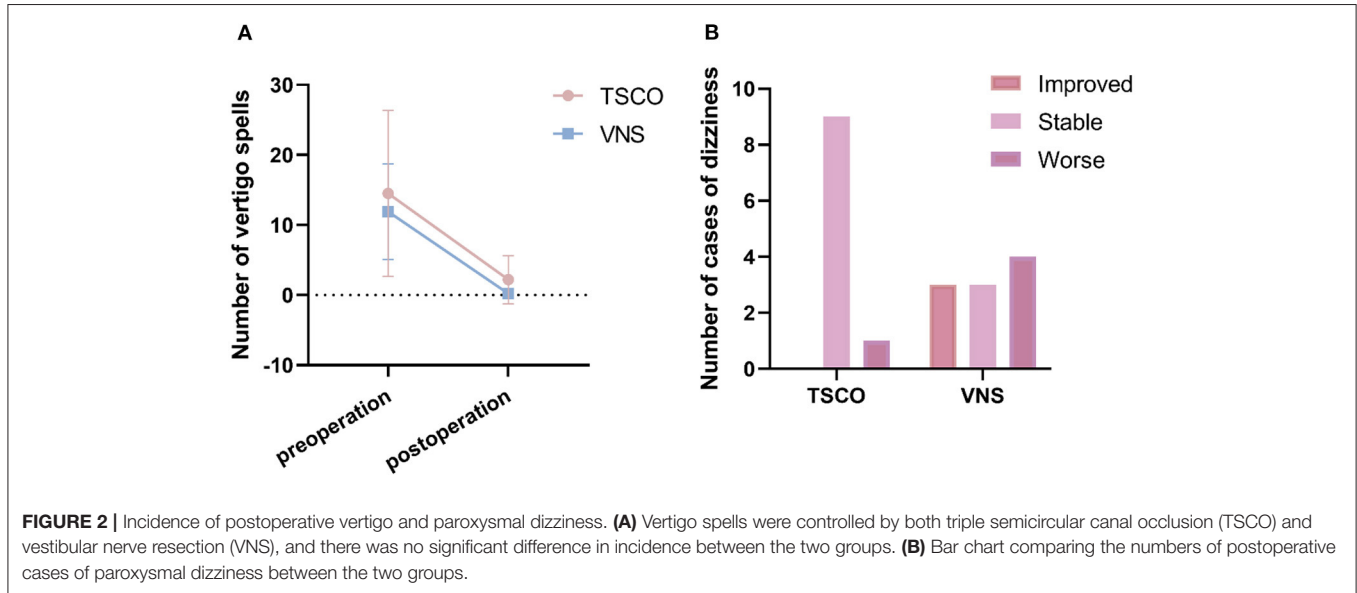 A
Number of vertigo spells
30
20
10
0
-10
preoperation
postoperation
TSCO
VNS
B
Number of cases of dizziness
10
8
6
4
2
0
TSCO
VNS
Improved
Stable
Worse
FIGURE 2 | Incidence of postoperative vertigo and paroxysmal dizziness. (A) Vertigo spells were controlled by both triple semicircular canal occlusion (TSCO) and
vestibular nerve resection (VNS), and there was no significant difference in incidence between the two groups. (B) Bar chart comparing the numbers of postoperative
cases of paroxysmal dizziness between the two groups.